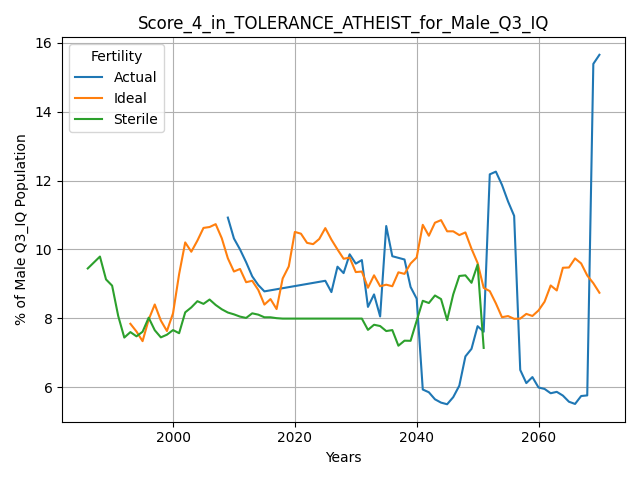 Score_4_in_TOLERANCE_ATHEIST_for_Male_Q3_IQ
% of Male Q3_IQ Population
16
14
12
10
8
6
Fertility
Actual
Ideal
Sterile
2000
2020
2040
2060
Years